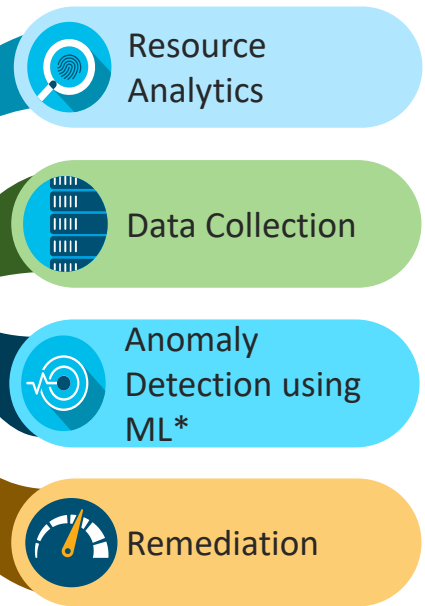 Resource
Analytics
Data Collection
Anomaly
Detection using
ML*
Remediation